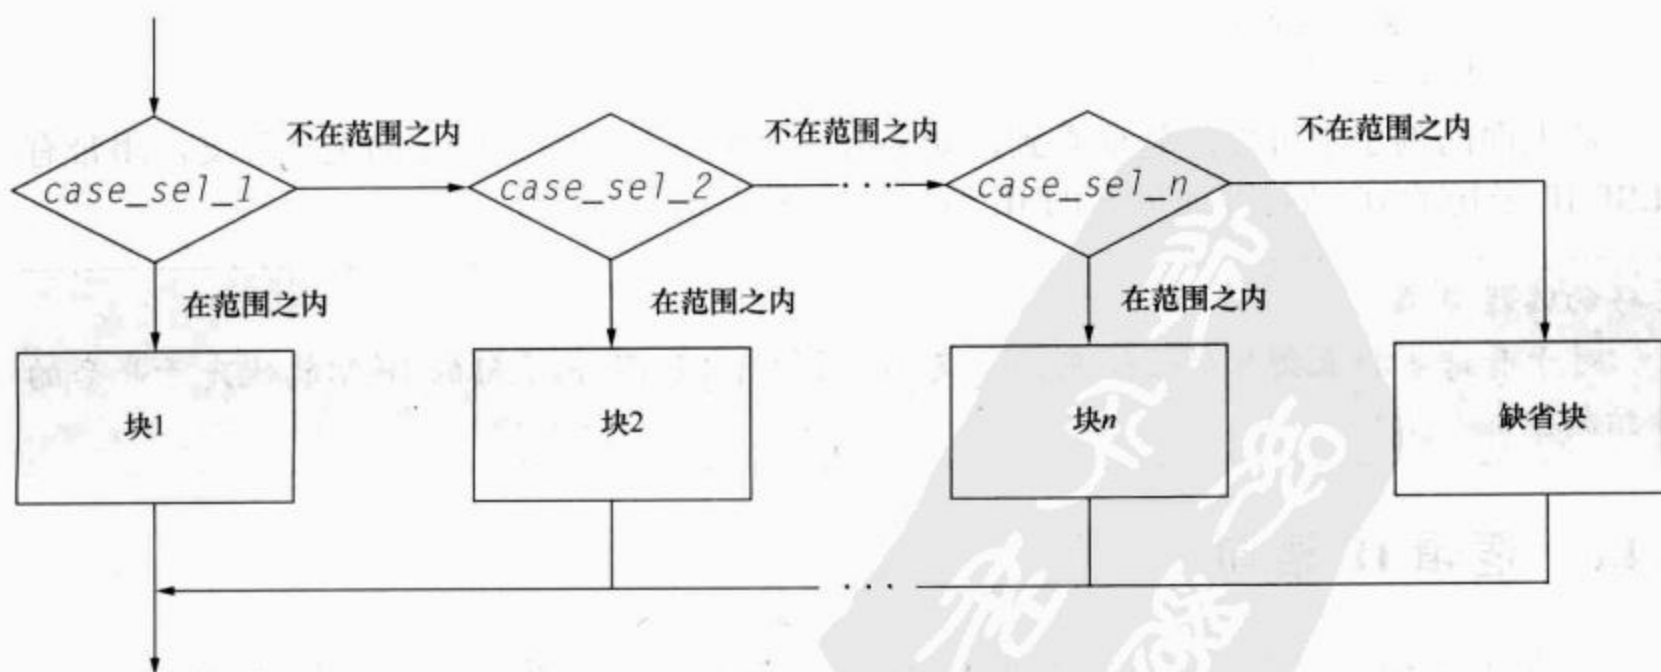 不在范围之内
不在范围之内
不在范围之内
case_sel_1
case_sel_2
...
case_sel_n
在范围之内
在范围之内
在范围之内
块1
块2
块n
缺省块
...